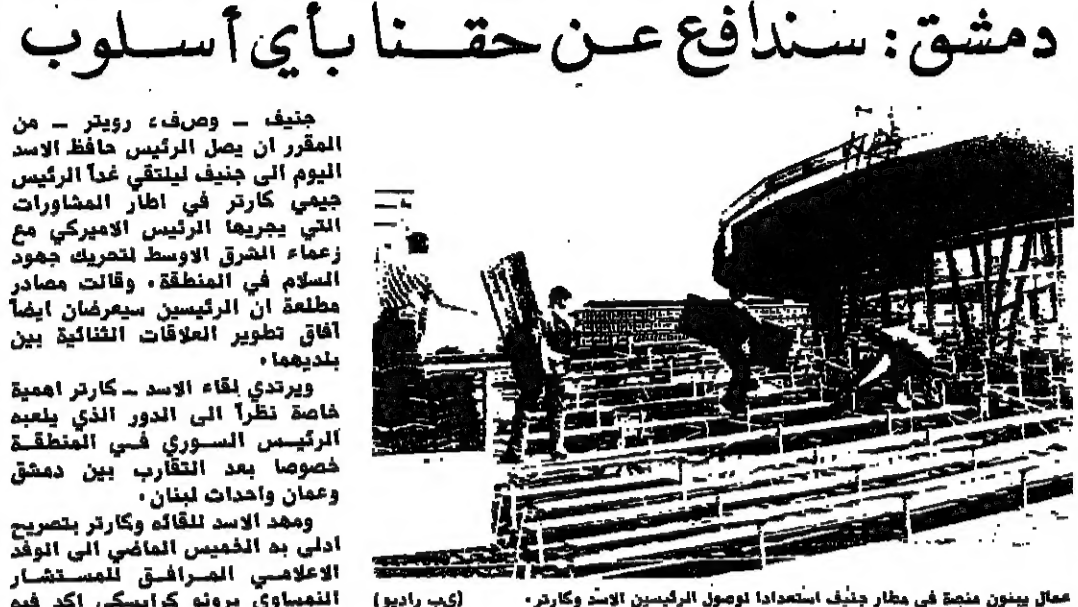 دمشق : سندافع عن حقنا بأي أسلوب
جنيف ــ وصفء رويتر ــ من
المقرر ان يصل الرئيس حافظ الاسد
اليوم الى جنيف ليلتقي غداً الرئيس
جيمي كارتر في اطار المشاورات
التي يجريها الرئيس الاميركي مع
زعماء الشرق الاوسط لتحريك جهود
السلام في المنطقة، وقالت مصادر
مطلعة ان الرئيسين سيعرضان ايضاً
آفاق تطوير العلاقات الثنائية بين
بلديهما،
ويرتدي لقاء الاسد ــ كارتر اهمية
خاصة نظراً الى الدور الذي يلعبه
الرئيس السوري في المنطقة
خصوصا بعد التقارب بين دمشق
وعمان واحداث لبنان،
ومهد الاسد للقائه وكارتر بتصريح
ادلى به الخميس الماضي الى الوفد
الاعلامي المرافق للمستشار
النمساوي برونو كرايسكي اكد فيه
عمال يبنون منصة في مطار جنيف استعدادا لوصول الرئيسين الاسد وكارتر،
(ي ب راديو)